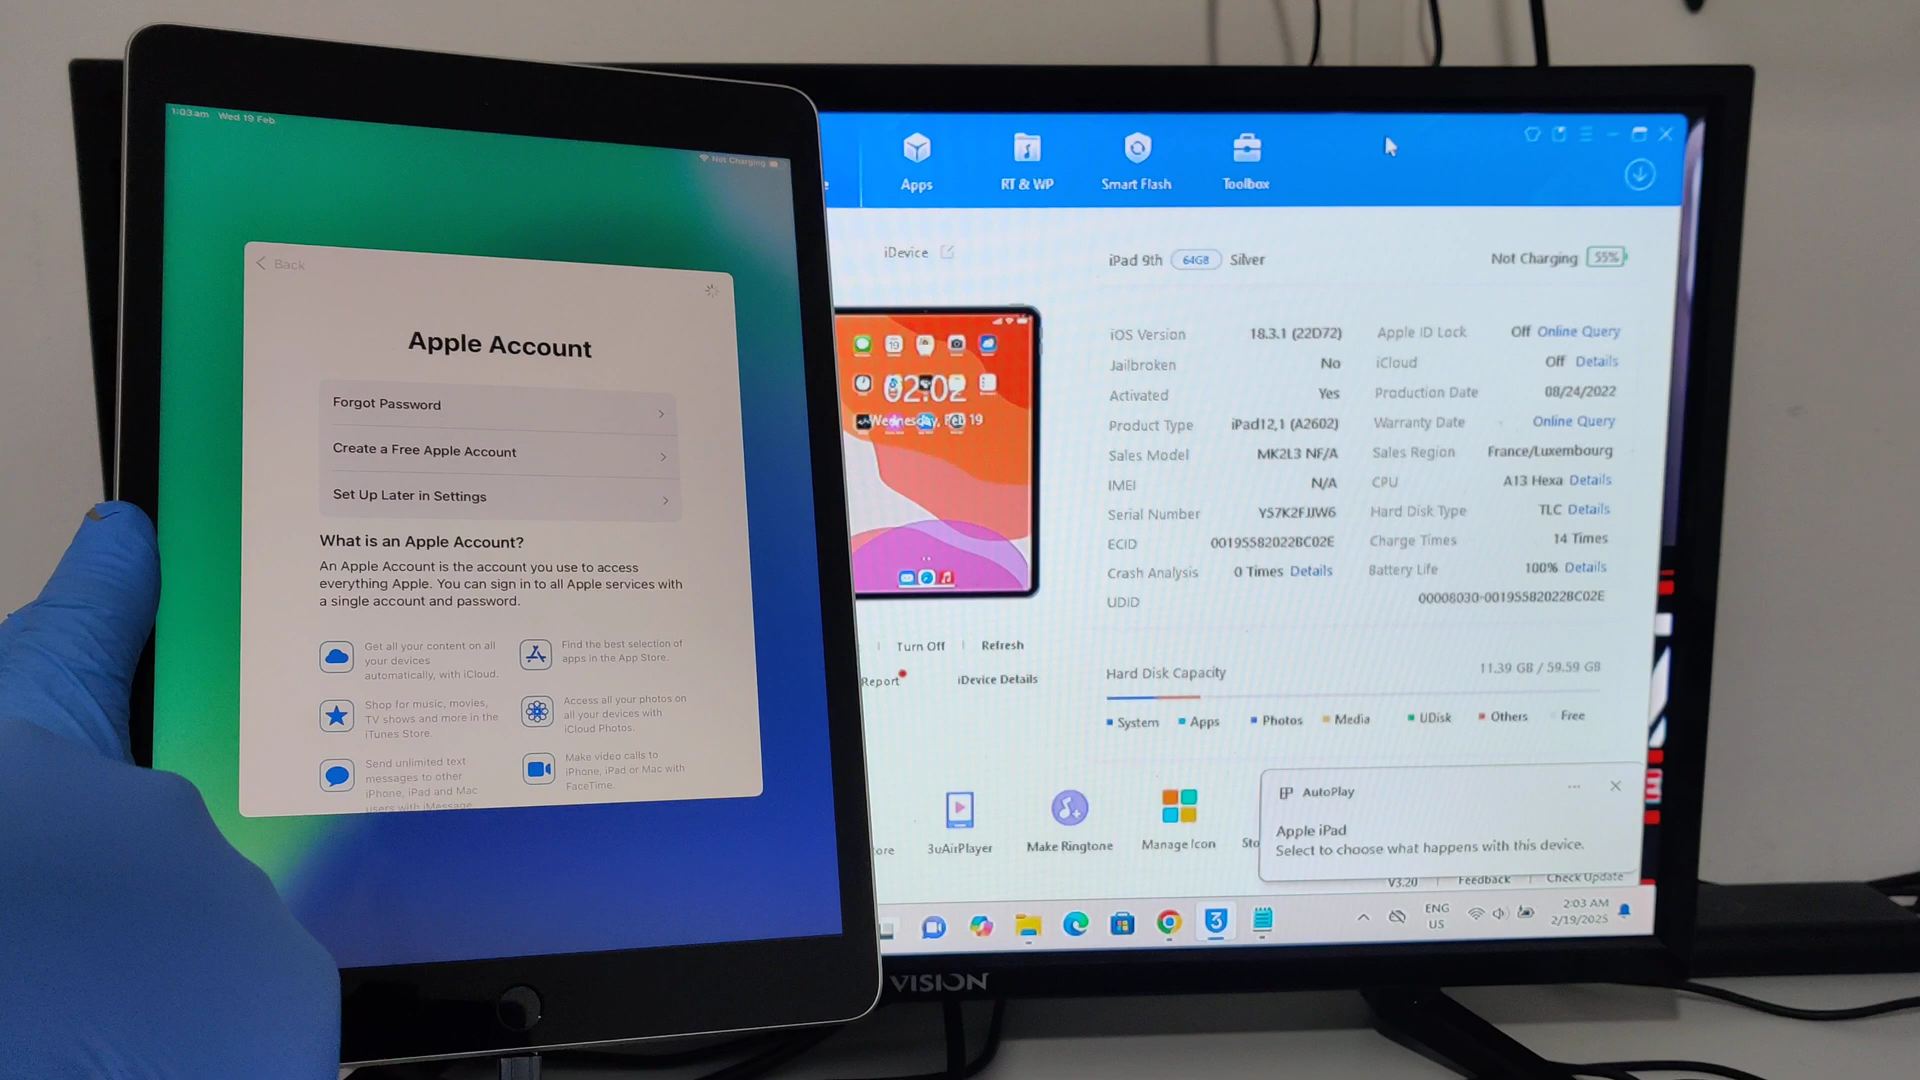 1:03 am Wed 19 Feb
Not Charging
Back
Apple Account
Forgot Password
Create a Free Apple Account
Set Up Later in Settings
What is an Apple Account?
An Apple Account is the account you use to access
everything Apple. You can sign in to all Apple services with
a single account and password.
Get all your content on all
your devices
automatically, with iCloud.
Find the best selection of
apps in the App Store.
Shop for music, movies,
TV shows and more in the
iTunes Store.
Access all your photos on
all your devices with
iCloud Photos.
Send unlimited text
messages to other
iPhone, iPad and Mac
users with iMessage
Make video calls to
iPhone, iPad or Mac with
FaceTime.
Apps
RT & WP
Smart Flash
Toolbox
iDevice
iPad 9th 64GB Silver
Not Charging 55%
iOS Version 18.3.1 (22D72) Apple ID Lock Off Online Query
Jailbroken No iCloud Off Details
Activated Yes Production Date 08/24/2022
Product Type iPad12,1 (A2602) Warranty Date Online Query
Sales Model MK2L3 NF/A Sales Region France/Luxembourg
IMEI N/A CPU A13 Hexa Details
Serial Number Y57K2FJJW6 Hard Disk Type TLC Details
ECID 001955820228C02E Charge Times 14 Times
Crash Analysis 0 Times Details Battery Life 100% Details
UDID 00008030-001955820228C02E
02:02
Wednesday, Feb 19
Turn Off Refresh
Report iDevice Details
Hard Disk Capacity 11.39 GB / 59.59 GB
System Apps Photos Media UDisk Others Free
ore 3uAirPlayer Make Ringtone Manage Icon Sto
AutoPlay
Apple iPad
Select to choose what happens with this device.
V3.20 Feedback Check Update
ENG
US
2:03 AM
2/19/2025
VISION